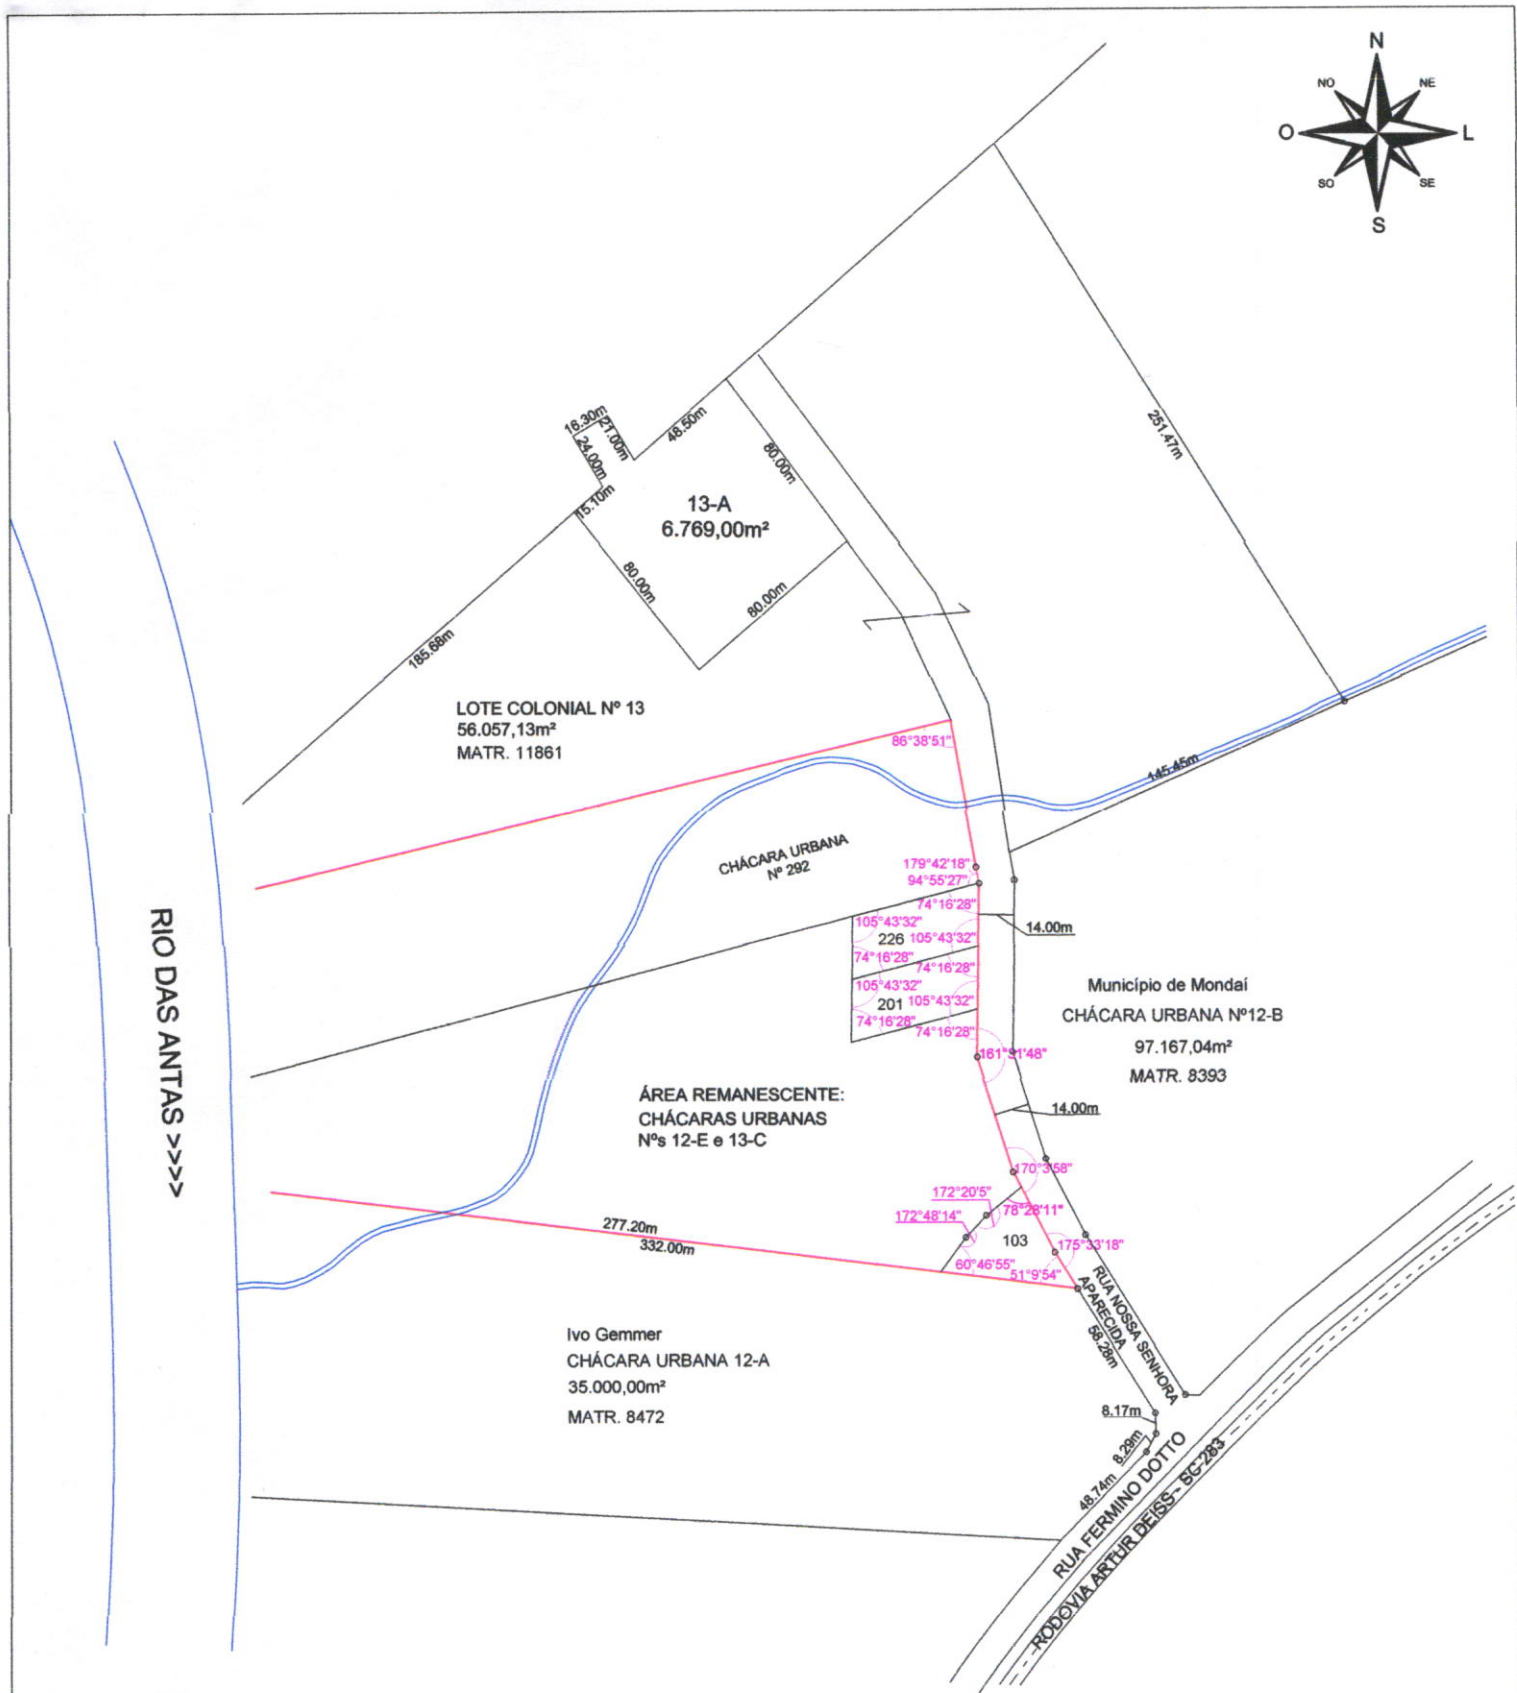 N
NO
NE
O
L
SO
SE
S
16.30m
21.00m
24.00m
15.10m
48.50m
80.00m
13-A
6.769,00m²
80.00m
80.00m
251.47m
185.68m
LOTE COLONIAL Nº 13
56.057,13m²
MATR. 11861
86°38'51"
145.45m
CHÁCARA URBANA
Nº 292
179°42'18"
94°55'27"
74°16'28"
105°43'32"
226
105°43'32"
74°16'28"
74°16'28"
105°43'32"
201
105°43'32"
74°16'28"
74°16'28"
14.00m
RIO DAS ANTAS >>>>
Município de Mondaí
CHÁCARA URBANA Nº12-B
97.167,04m²
MATR. 8393
161°31'48"
14.00m
ÁREA REMANESCENTE:
CHÁCARAS URBANAS
Nºs 12-E e 13-C
170°3'58"
172°20'5"
78°28'11"
172°48'14"
103
175°33'18"
60°46'55"
51°9'54"
277.20m
332.00m
RUA NOSSA SENHORA
APARECIDA
58.28m
Ivo Gemmer
CHÁCARA URBANA 12-A
35.000,00m²
MATR. 8472
8.17m
8.29m
48.74m
RUA FERMINO DOTTO
RODOVIA ARTUR DEISS - SC-283